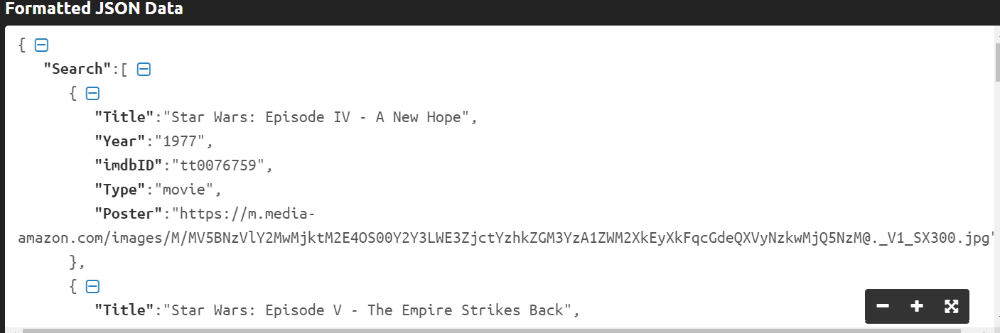 Formatted JSON Data
{
"Search":[
{
"Title":"Star Wars: Episode IV - A New Hope",
"Year":"1977",
"imdbID":"tt0076759",
"Type":"movie",
"Poster":"https://m.media-
amazon.com/images/M/MV5BNzVlY2MwMjktM2E4OS00Y2Y3LWE3ZjctYzhkZGM3YzA1ZWM2XkEyXkFqcGdeQXVyNzkwMjQ5NzM@._V1_SX300.jpg"
},
{
"Title":"Star Wars: Episode V - The Empire Strikes Back",